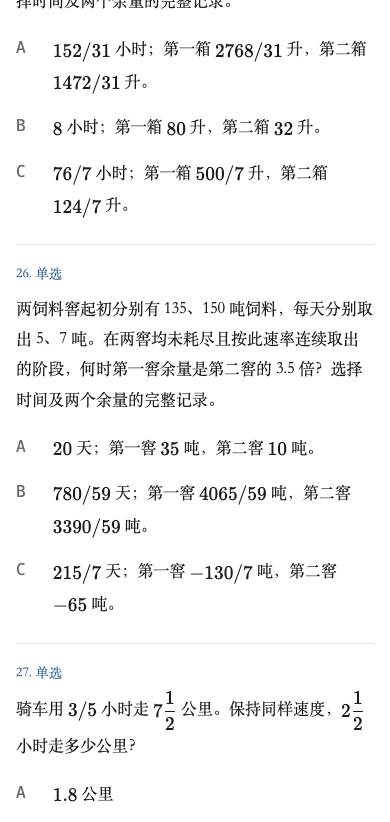 择时间及两个余量的完整记录。
A 152/31 小时；第一箱 2768/31 升，第二箱
1472/31 升。
B 8 小时；第一箱 80 升，第二箱 32 升。
C 76/7 小时；第一箱 500/7 升，第二箱
124/7 升。
26. 单选
两饲料窖起初分别有 135、150 吨饲料，每天分别取
出 5、7 吨。在两窖均未耗尽且按此速率连续取出
的阶段，何时第一窖余量是第二窖的 3.5 倍？选择
时间及两个余量的完整记录。
A 20 天；第一窖 35 吨，第二窖 10 吨。
B 780/59 天；第一窖 4065/59 吨，第二窖
3390/59 吨。
C 215/7 天；第一窖 −130/7 吨，第二窖
−65 吨。
27. 单选
骑车用 3/5 小时走 7 1/2 公里。保持同样速度，2 1/2
小时走多少公里？
A 1.8 公里